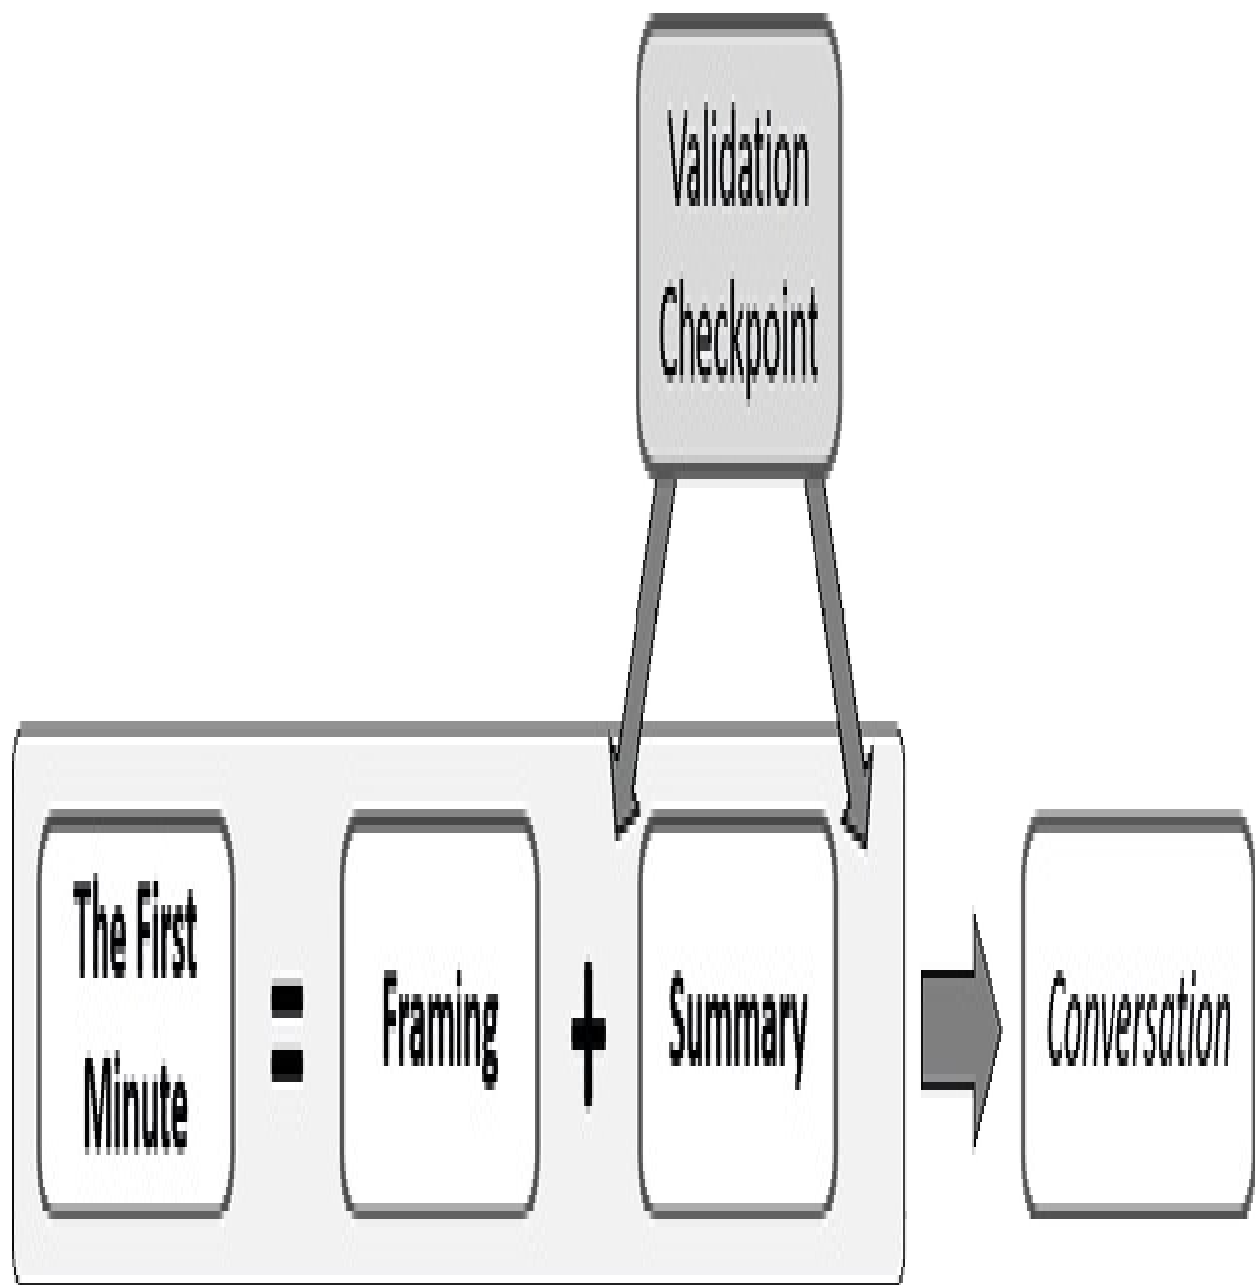 Validation
Checkpoint
The First
Minute
=
Framing
+
Summary
Conversation